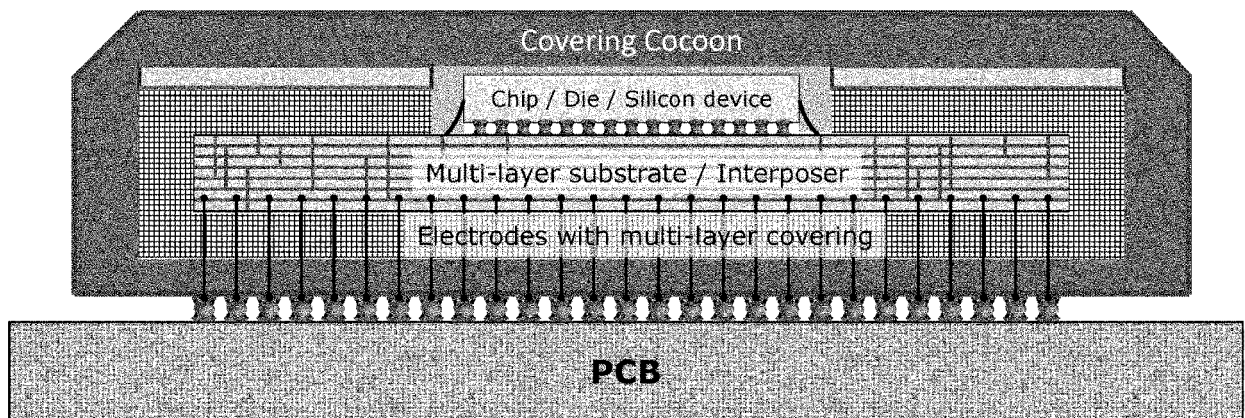 Covering Cocoon
Chip / Die / Silicon device
Multi-layer substrate / Interposer
Electrodes with multi-layer covering
PCB